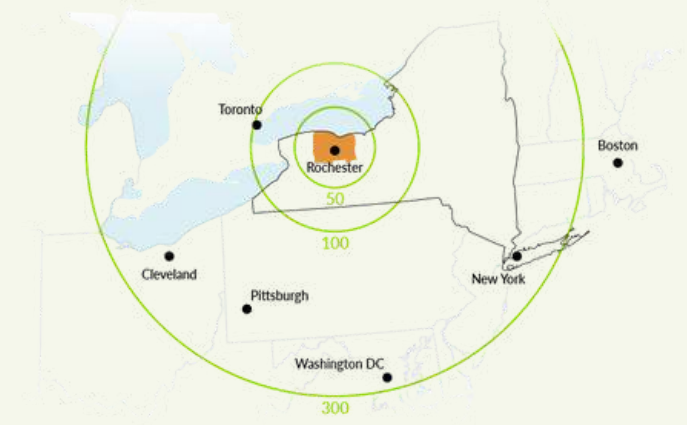 Toronto
Boston
Rochester
50
100
Cleveland
New York
Pittsburgh
Washington DC
300